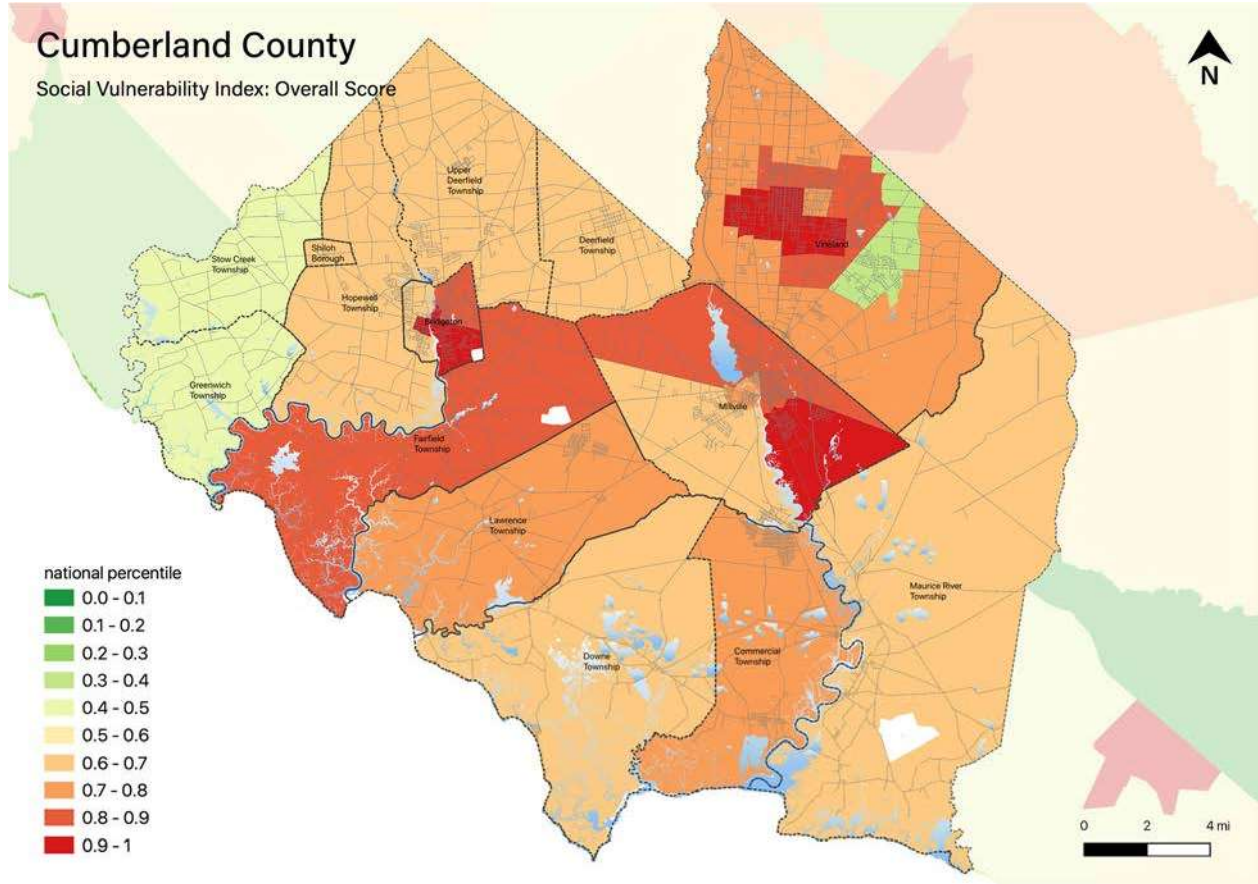 Cumberland County
Social Vulnerability Index: Overall Score
N
Upper
Deerfield
Township
Deerfield
Township
Vineland
Shiloh
Borough
Stow Creek
Township
Hopewell
Township
Bridgeton
Greenwich
Township
Millville
Fairfield
Township
Lawrence
Township
Maurice River
Township
Downe
Township
Commercial
Township
national percentile
0.0 - 0.1
0.1 - 0.2
0.2 - 0.3
0.3 - 0.4
0.4 - 0.5
0.5 - 0.6
0.6 - 0.7
0.7 - 0.8
0.8 - 0.9
0.9 - 1
0 2 4 mi